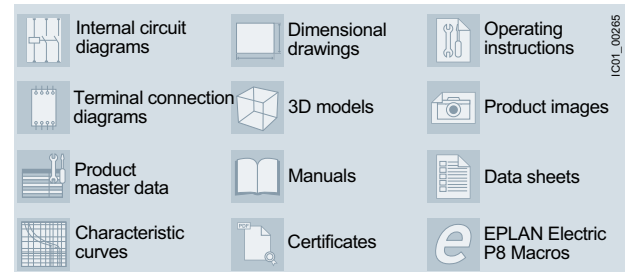 Internal circuit
diagrams
Dimensional
drawings
Operating
instructions
IC01_00265
Terminal connection
diagrams
3D models
Product images
Product
master data
Manuals
Data sheets
Characteristic
curves
PDF
Certificates
e
EPLAN Electric
P8 Macros